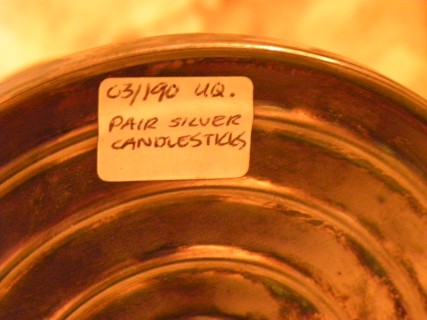 03/190 UQ.
PAIR SILVER
CANDLESTICKS